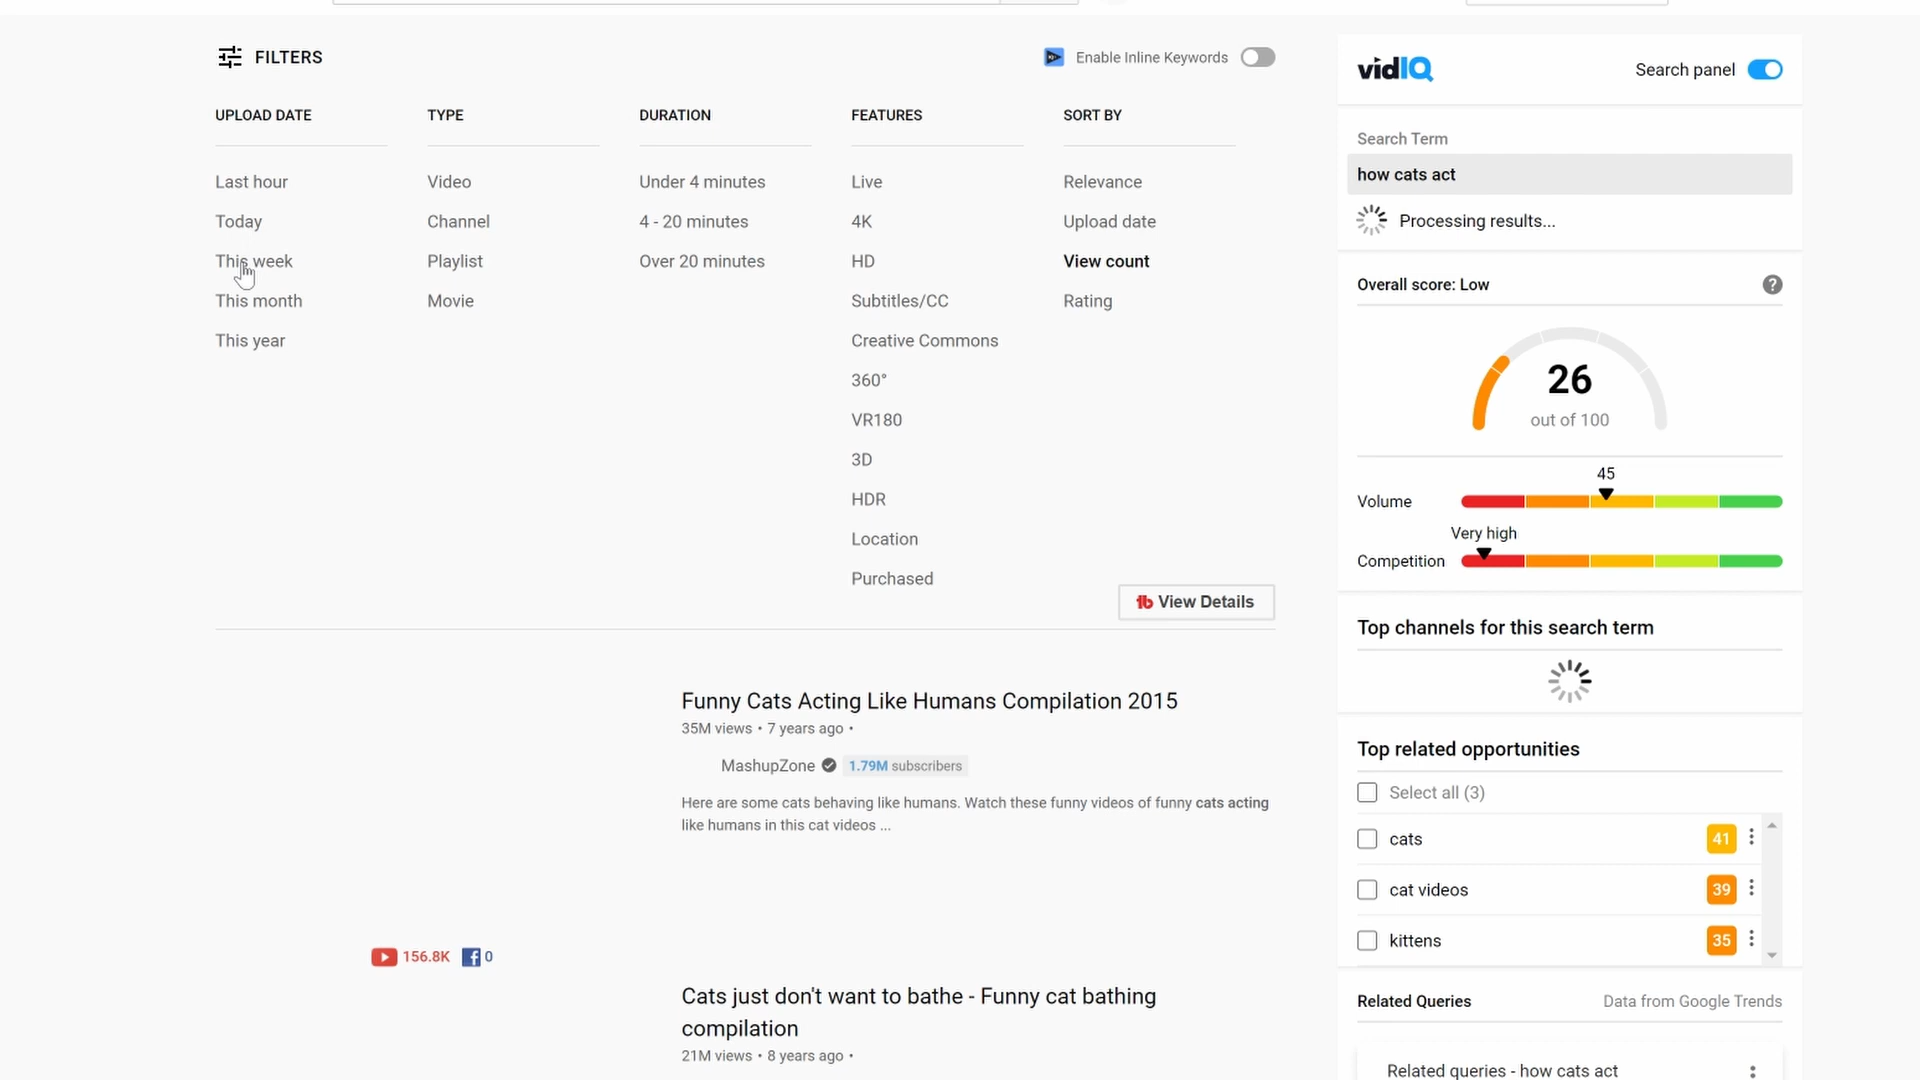 FILTERS
Enable Inline Keywords
UPLOAD DATE
Last hour
Today
This week
This month
This year
TYPE
Video
Channel
Playlist
Movie
DURATION
Under 4 minutes
4 - 20 minutes
Over 20 minutes
FEATURES
Live
4K
HD
Subtitles/CC
Creative Commons
360°
VR180
3D
HDR
Location
Purchased
SORT BY
Relevance
Upload date
View count
Rating
View Details
Funny Cats Acting Like Humans Compilation 2015
35M views • 7 years ago •
MashupZone 1.79M subscribers
Here are some cats behaving like humans. Watch these funny videos of funny cats acting
like humans in this cat videos ...
156.8K 0
Cats just don't want to bathe - Funny cat bathing
compilation
21M views • 8 years ago •
vidIQ
Search panel
Search Term
how cats act
Processing results...
Overall score: Low
?
26
out of 100
45
Volume
Very high
Competition
Top channels for this search term
Top related opportunities
Select all (3)
cats 41
cat videos 39
kittens 35
Related Queries Data from Google Trends
Related queries - how cats act